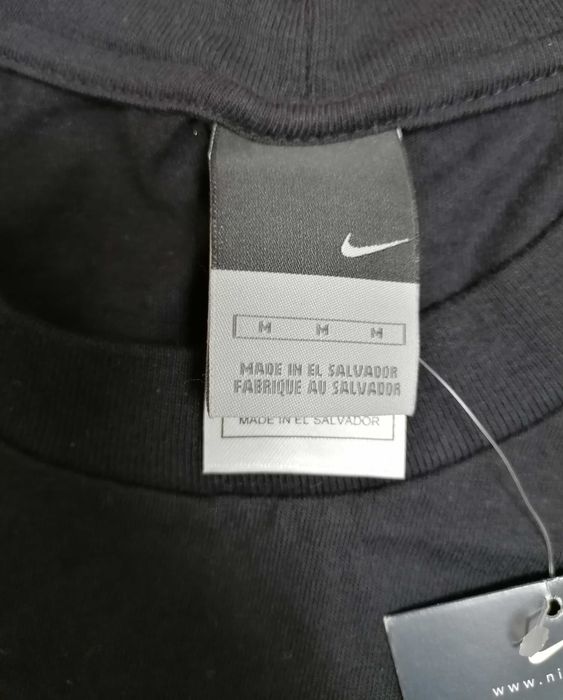 M M M
MADE IN EL SALVADOR
FABRIQUE AU SALVADOR
MADE IN EL SALVADOR
www.ni